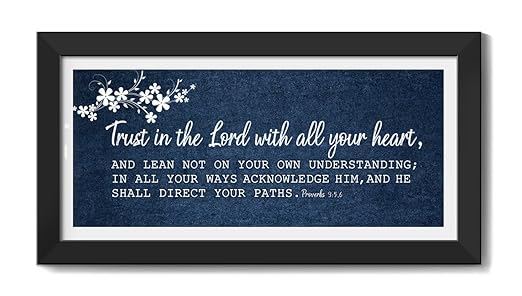 Trust in the Lord with all your heart,
AND LEAN NOT ON YOUR OWN UNDERSTANDING;
IN ALL YOUR WAYS ACKNOWLEDGE HIM,AND HE
SHALL DIRECT YOUR PATHS. Proverbs 9:5,6